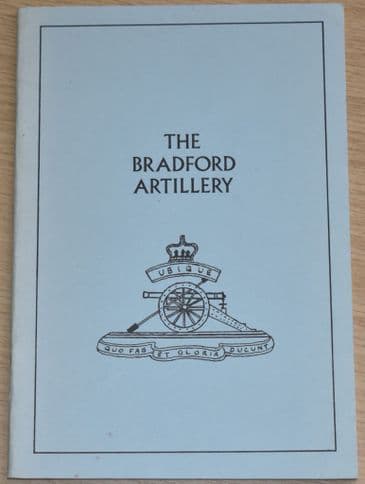 THE
BRADFORD
ARTILLERY
UBIQUE
QUO FAS ET GLORIA DUCUNT